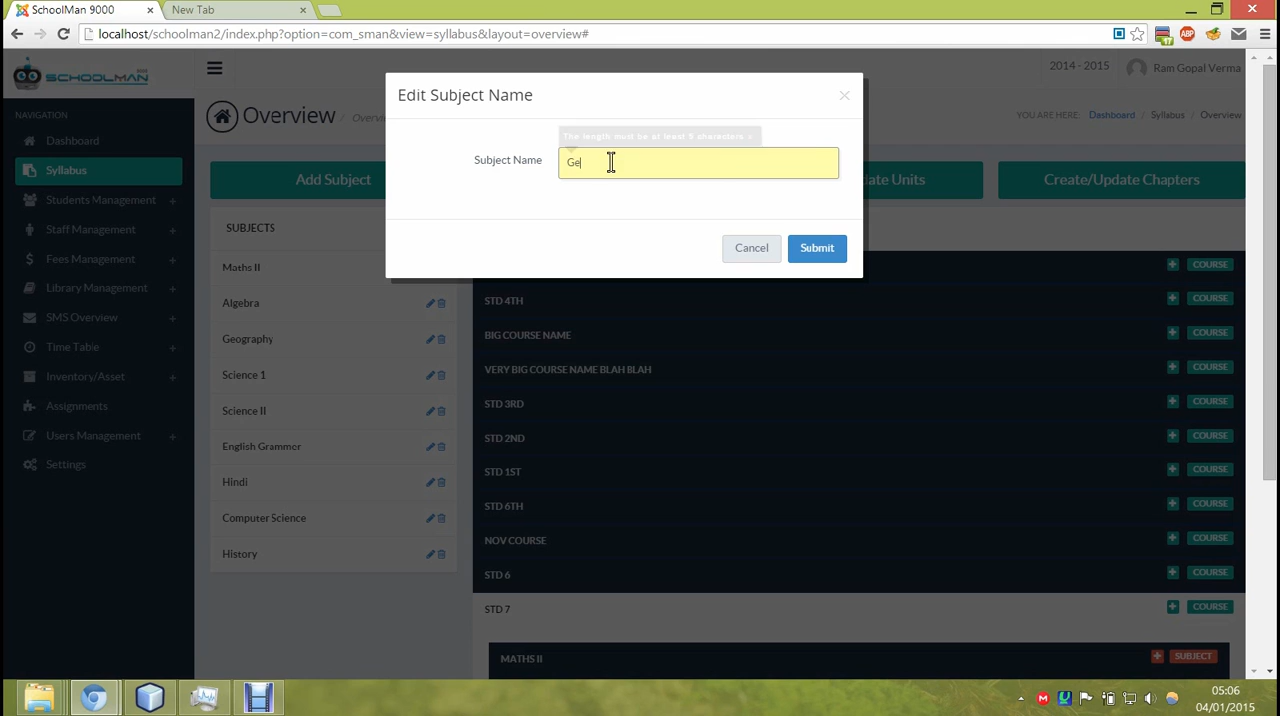 SchoolMan 9000
New Tab
localhost/schoolman2/index.php?option=com_sman&view=syllabus&layout=overview#
17
ABP
SCHOOLMAN
2014 - 2015
Ram Gopal Verma
Edit Subject Name
The length must be at least 5 characters
Subject Name
Ge
Cancel
Submit
NAVIGATION
Dashboard
Syllabus
Students Management
Staff Management
Fees Management
Library Management
SMS Overview
Time Table
Inventory/Asset
Assignments
Users Management
Settings
Overview /
YOU ARE HERE: Dashboard / Syllabus / Overview
Add Subject
Units
Create/Update Chapters
SUBJECTS
Maths II
Algebra
Geography
Science 1
Science II
English Grammer
Hindi
Computer Science
History
COURSE
STD 4TH COURSE
BIG COURSE NAME COURSE
VERY BIG COURSE NAME BLAH BLAH COURSE
STD 3RD COURSE
STD 2ND COURSE
STD 1ST COURSE
STD 6TH COURSE
NOV COURSE COURSE
STD 6 COURSE
STD 7 COURSE
MATHS II SUBJECT
05:06
04/01/2015